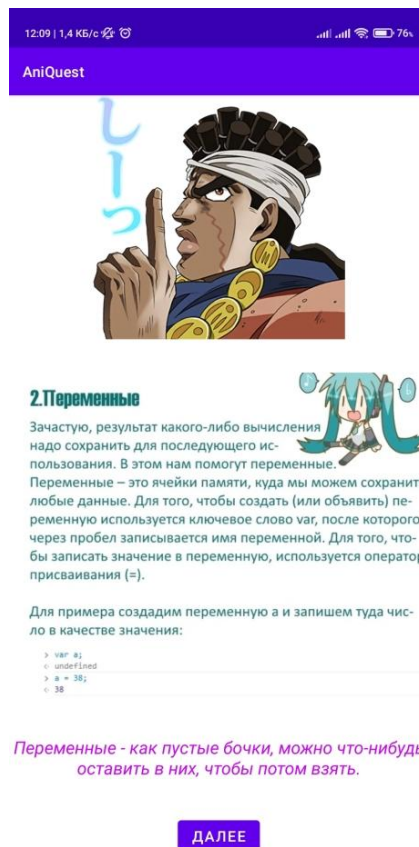 12:09 | 1,4 КБ/с
76%
AniQuest
しーっ
2.Переменные
Зачастую, результат какого-либо вычисления
надо сохранить для последующего ис-
пользования. В этом нам помогут переменные.
Переменные – это ячейки памяти, куда мы можем сохранит
любые данные. Для того, чтобы создать (или объявить) пе-
ременную используется ключевое слово var, после которого
через пробел записывается имя переменной. Для того, что-
бы записать значение в переменную, используется оператор
присваивания (=).
Для примера создадим переменную a и запишем туда чис-
ло в качестве значения:
> var a;
< undefined
> a = 38;
< 38
Переменные - как пустые бочки, можно что-нибудь
оставить в них, чтобы потом взять.
ДАЛЕЕ